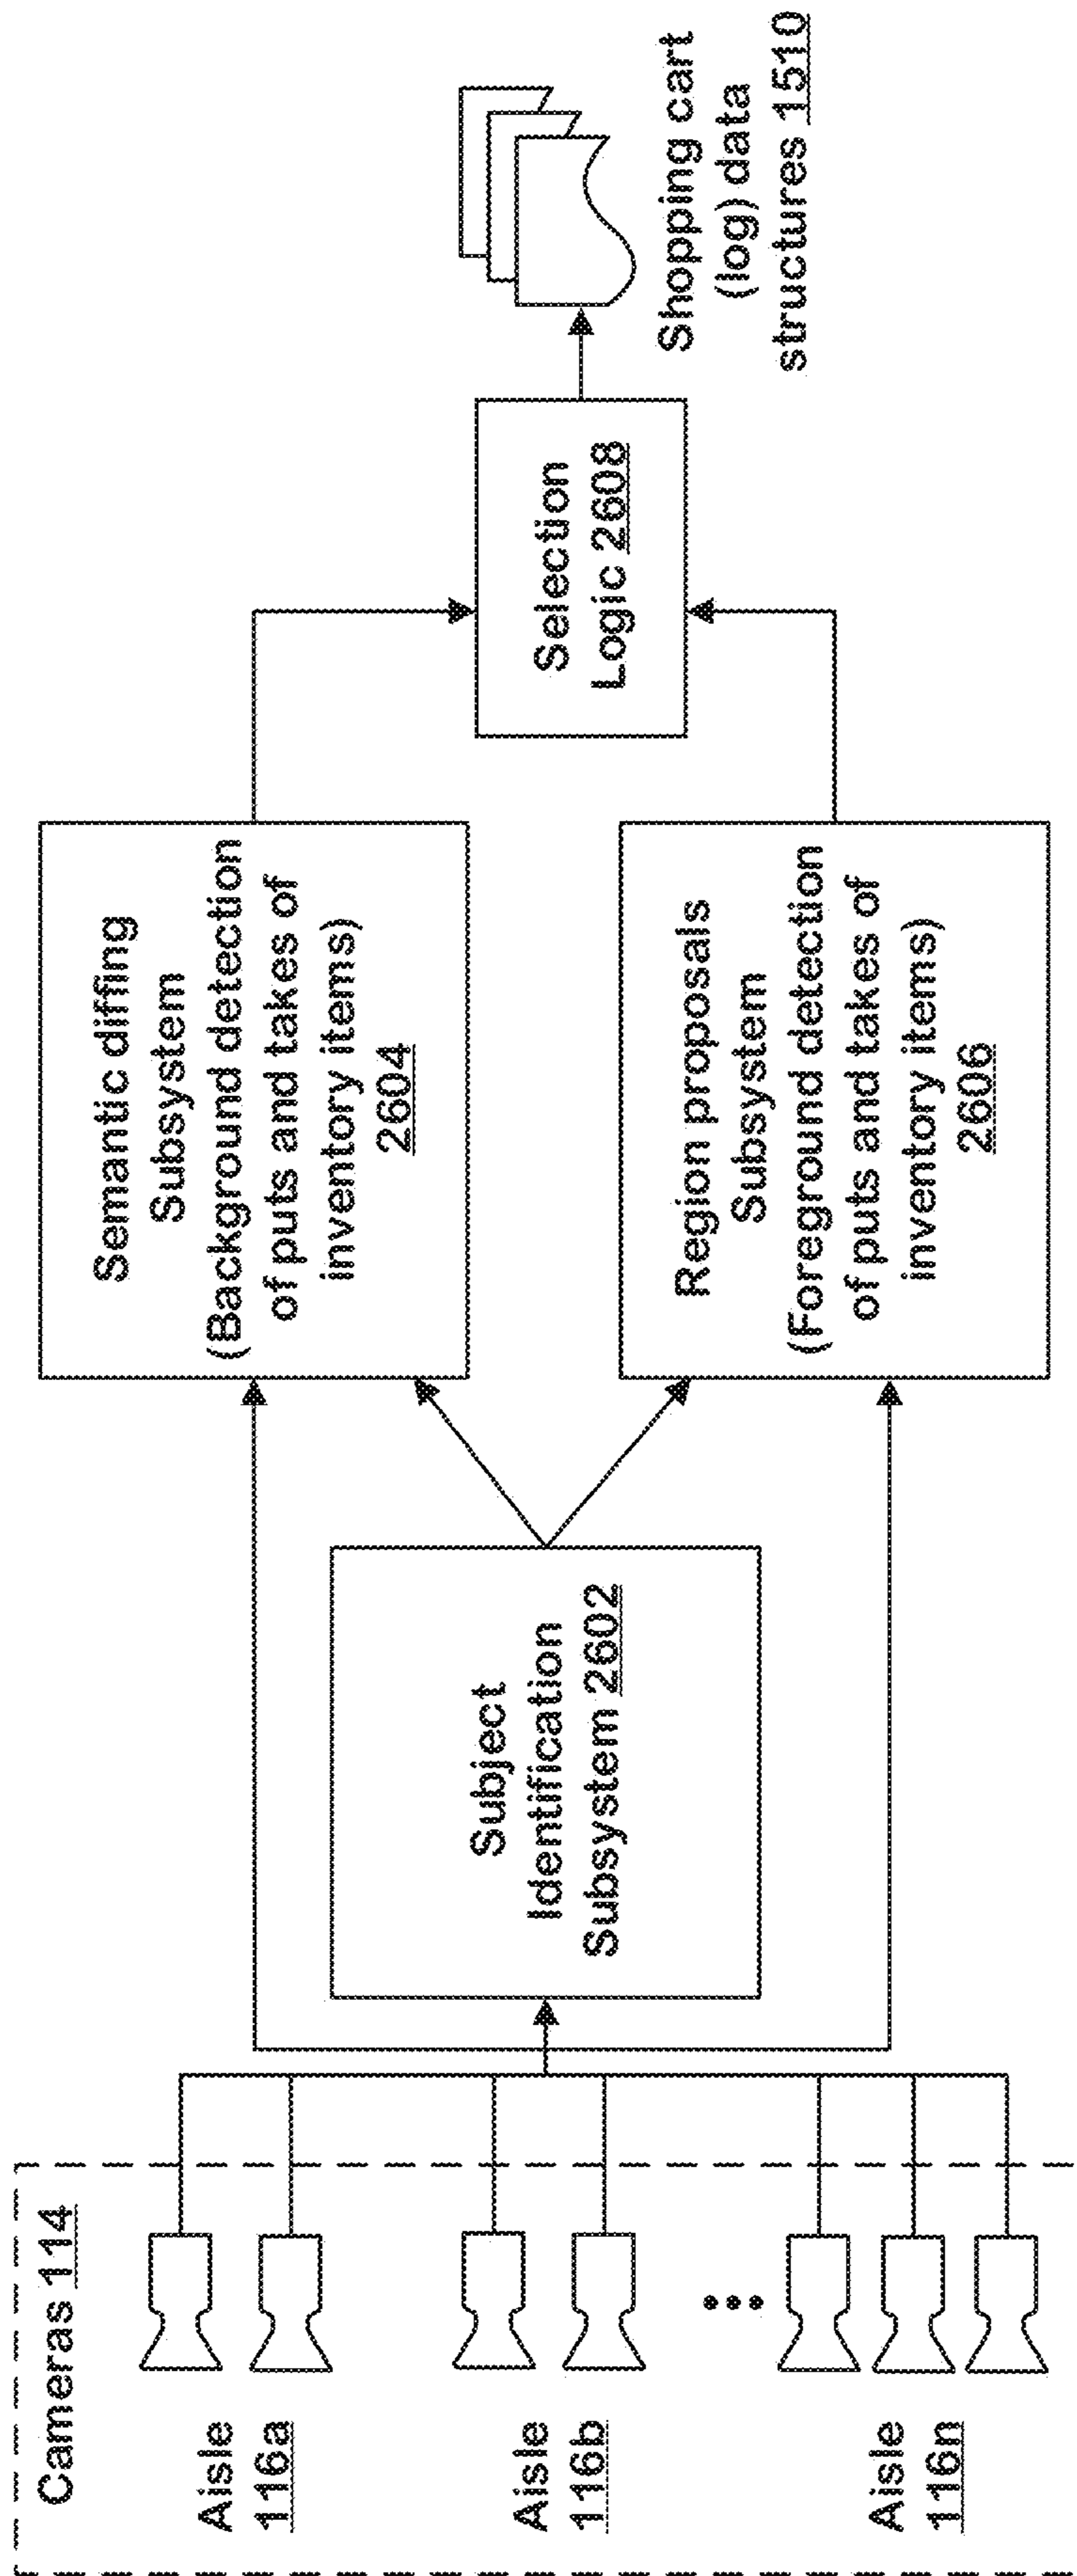 Cameras 114
Aisle
116a
Aisle
116b
Aisle
116n
Subject
Identification
Subsystem 2602
Semantic diffing
Subsystem
(Background detection
of puts and takes of
inventory items)
2604
Region proposals
Subsystem
(Foreground detection
of puts and takes of
inventory items)
2606
Selection
Logic 2608
Shopping cart
(log) data
structures 1510